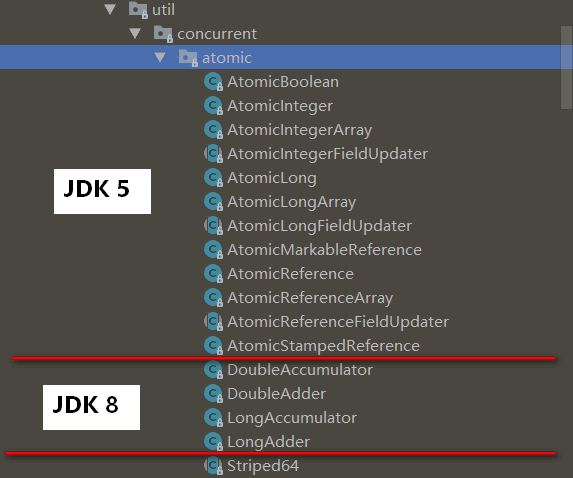 util
concurrent
atomic
AtomicBoolean
AtomicInteger
AtomicIntegerArray
AtomicIntegerFieldUpdater
JDK 5
AtomicLong
AtomicLongArray
AtomicLongFieldUpdater
AtomicMarkableReference
AtomicReference
AtomicReferenceArray
AtomicReferenceFieldUpdater
AtomicStampedReference
DoubleAccumulator
JDK 8
DoubleAdder
LongAccumulator
LongAdder
Striped64